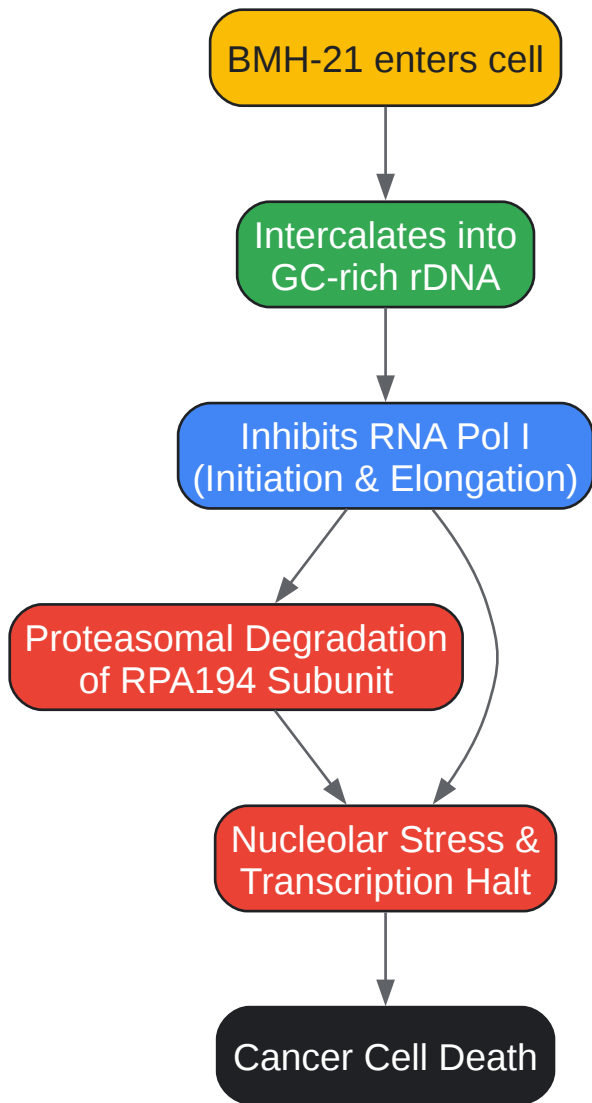 BMH-21 enters cell
Intercalates into
GC-rich rDNA
Inhibits RNA Pol I
(Initiation & Elongation)
Proteasomal Degradation
of RPA194 Subunit
Nucleolar Stress &
Transcription Halt
Cancer Cell Death